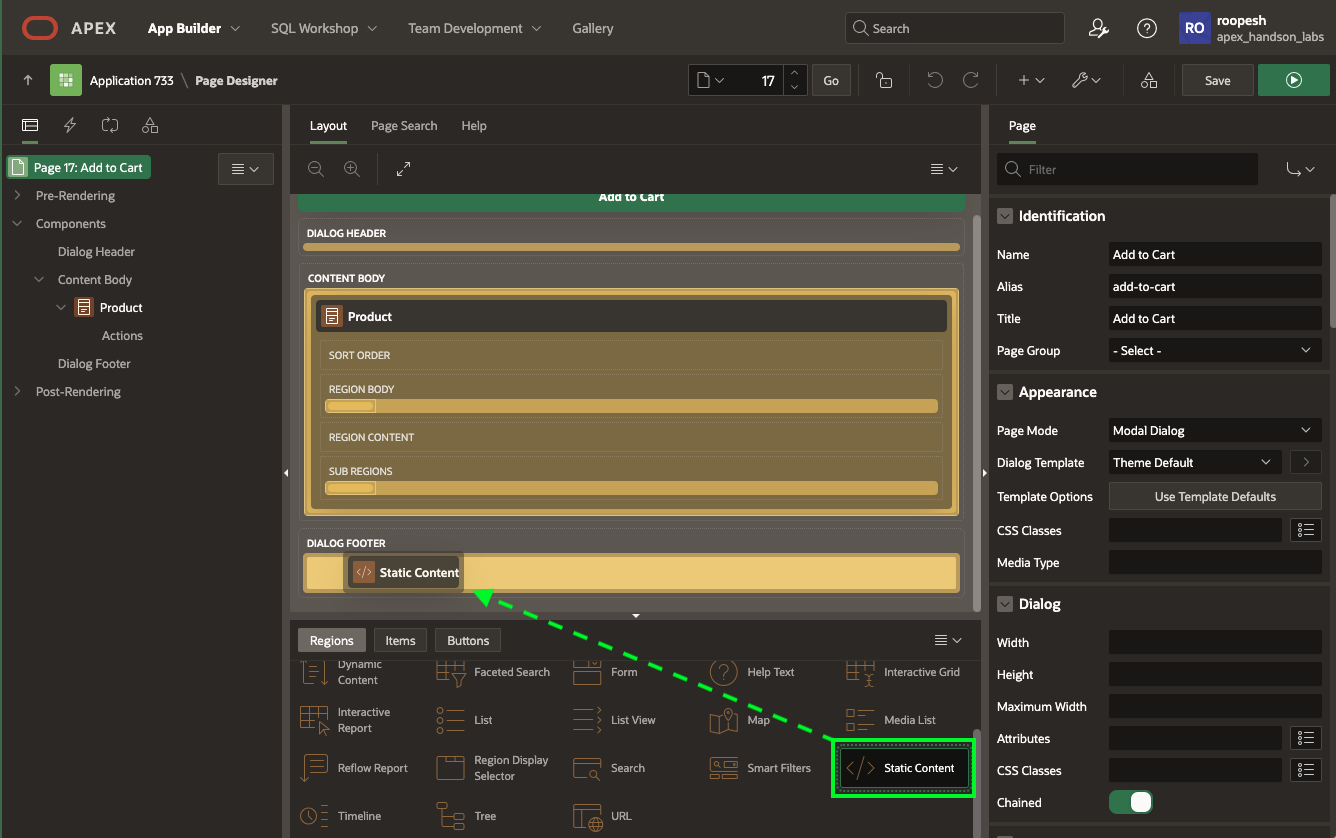 APEX App Builder SQL Workshop Team Development Gallery Search RO roopesh
apex_handson_labs
Application 733 \ Page Designer 17 Go Save
Layout Page Search Help
Page
Page 17: Add to Cart
Pre-Rendering
Components
Dialog Header
Content Body
Product
Actions
Dialog Footer
Post-Rendering
Add to Cart
DIALOG HEADER
CONTENT BODY
Product
SORT ORDER
REGION BODY
REGION CONTENT
SUB REGIONS
DIALOG FOOTER
</> Static Content
Regions Items Buttons
Dynamic Content
Faceted Search
Form
Help Text
Interactive Grid
Interactive Report
List
List View
Map
Media List
Reflow Report
Region Display Selector
Search
Smart Filters
</> Static Content
Timeline
Tree
URL
Filter
Identification
Name Add to Cart
Alias add-to-cart
Title Add to Cart
Page Group - Select -
Appearance
Page Mode Modal Dialog
Dialog Template Theme Default
Template Options Use Template Defaults
CSS Classes
Media Type
Dialog
Width
Height
Maximum Width
Attributes
CSS Classes
Chained